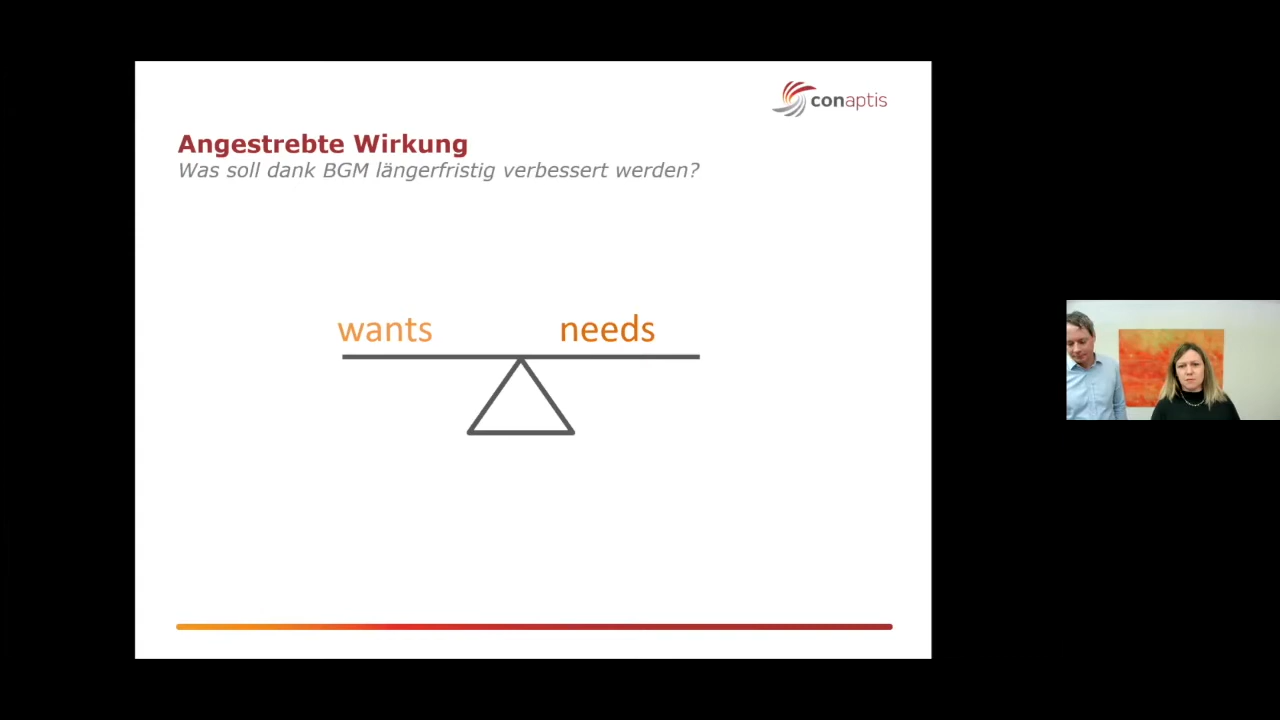 conaptis
Angestrebte Wirkung
Was soll dank BGM längerfristig verbessert werden?
wants needs